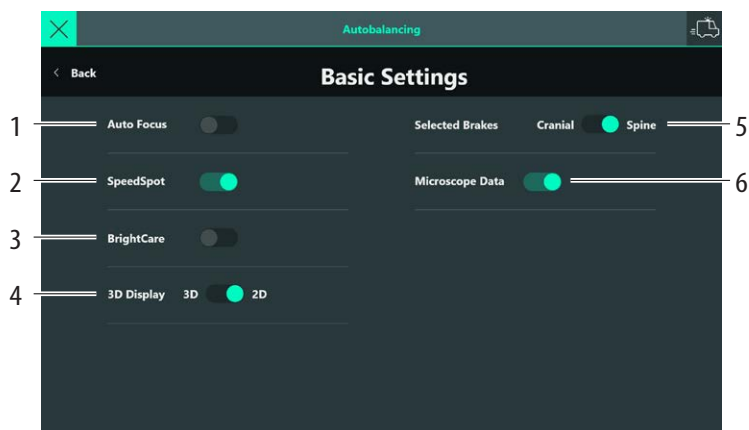 Autobalancing
< Back
Basic Settings
1 Auto Focus
2 SpeedSpot
3 BrightCare
4 3D Display 3D 2D
Selected Brakes Cranial Spine 5
Microscope Data 6